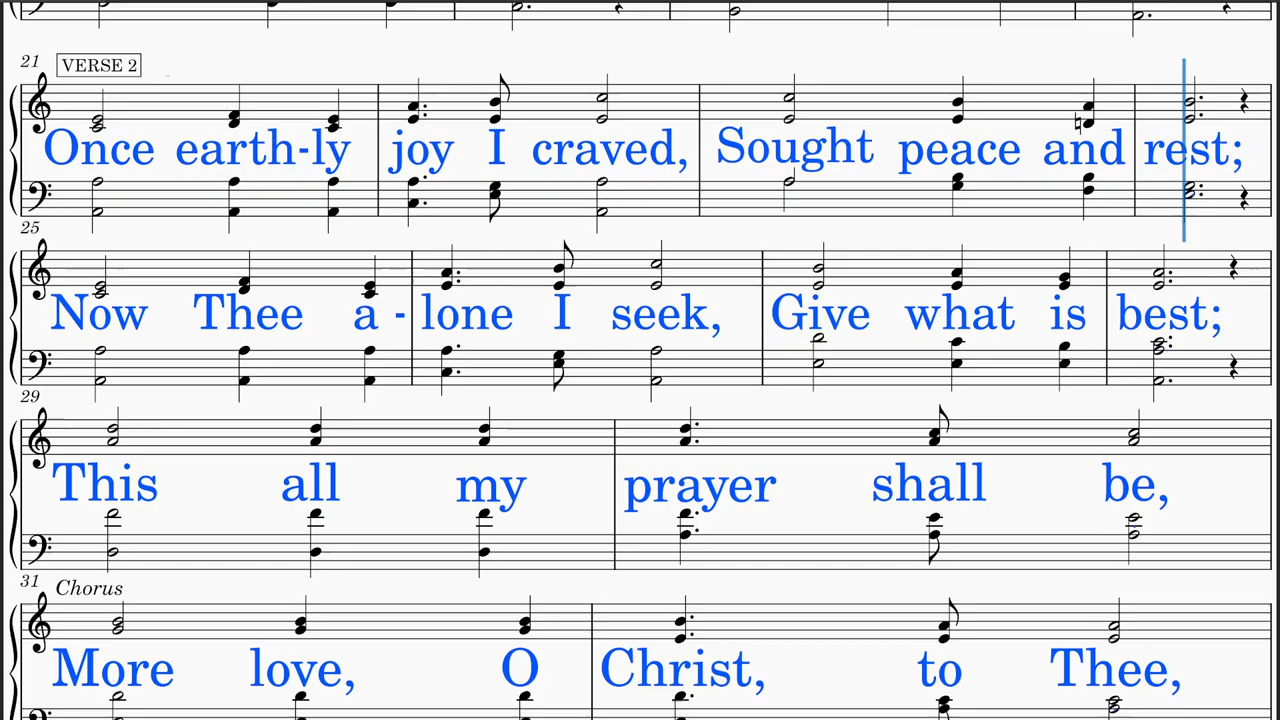 21 VERSE 2
Once earth-ly joy I craved, Sought peace and rest;
25
Now Thee a - lone I seek, Give what is best;
29
This all my prayer shall be,
31 Chorus
More love, O Christ, to Thee,